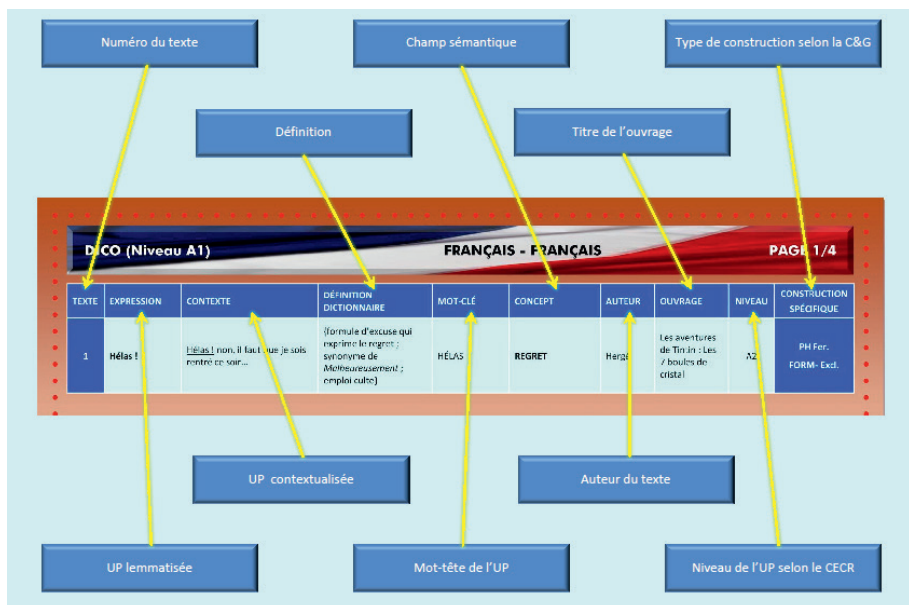 Numéro du texte
Champ sémantique
Type de construction selon la C&G
Définition
Titre de l'ouvrage
DICO (Niveau A1)
FRANÇAIS - FRANÇAIS
PAGE 1/4
TEXTE
EXPRESSION
CONTEXTE
DÉFINITION
DICTIONNAIRE
MOT-CLÉ
CONCEPT
AUTEUR
OUVRAGE
NIVEAU
CONSTRUCTION
SPÉCIFIQUE
1
Hélas !
Hélas ! non, il faut que je sois
rentré ce soir...
(formule d'excuse qui
exprime le regret ;
synonyme de
Malheureusement ;
emploi culte)
HÉLAS
REGRET
Hergé
Les aventures
de Tintin : Les
7 boules de
cristal
A2
PH Fer.
FORM- Excl.
UP contextualisée
Auteur du texte
UP lemmatisée
Mot-tête de l'UP
Niveau de l'UP selon le CECR